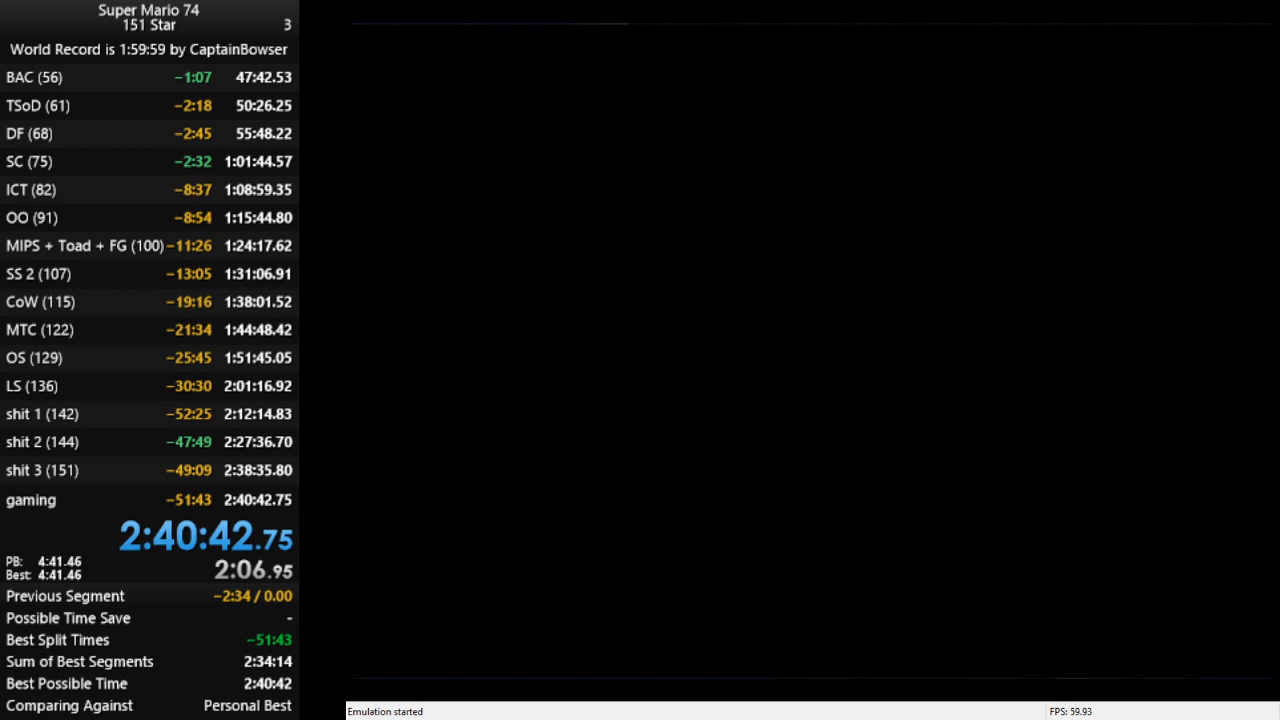 Super Mario 74
151 Star 3
World Record is 1:59:59 by CaptainBowser
BAC (56) −1:07 47:42.53
TSoD (61) −2:18 50:26.25
DF (68) −2:45 55:48.22
SC (75) −2:32 1:01:44.57
ICT (82) −8:37 1:08:59.35
OO (91) −8:54 1:15:44.80
MIPS + Toad + FG (100) −11:26 1:24:17.62
SS 2 (107) −13:05 1:31:06.91
CoW (115) −19:16 1:38:01.52
MTC (122) −21:34 1:44:48.42
OS (129) −25:45 1:51:45.05
LS (136) −30:30 2:01:16.92
shit 1 (142) −52:25 2:12:14.83
shit 2 (144) −47:49 2:27:36.70
shit 3 (151) −49:09 2:38:35.80
gaming −51:43 2:40:42.75
2:40:42.75
PB: 4:41.46
Best: 4:41.46 2:06.95
Previous Segment −2:34 / 0.00
Possible Time Save -
Best Split Times −51:43
Sum of Best Segments 2:34:14
Best Possible Time 2:40:42
Comparing Against Personal Best
Emulation started FPS: 59.93